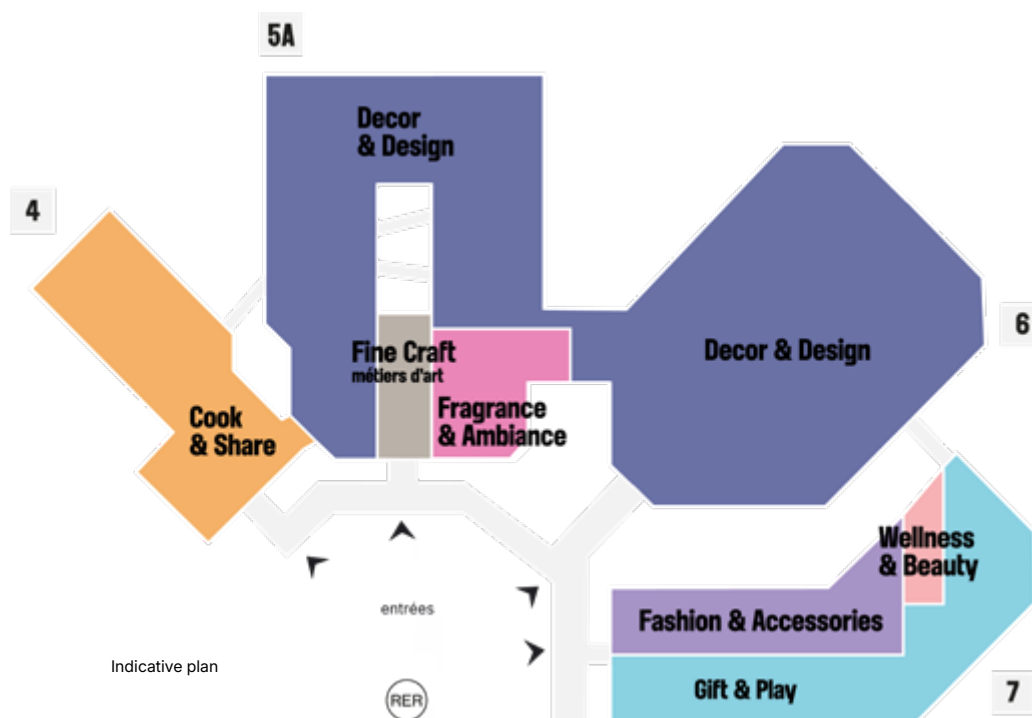 5A
Decor
& Design
4
6
Decor & Design
Fine Craft
métiers d'art
Fragrance
& Ambiance
Cook
& Share
Wellness
& Beauty
entrées
Fashion & Accessories
Indicative plan
Gift & Play
7
RER